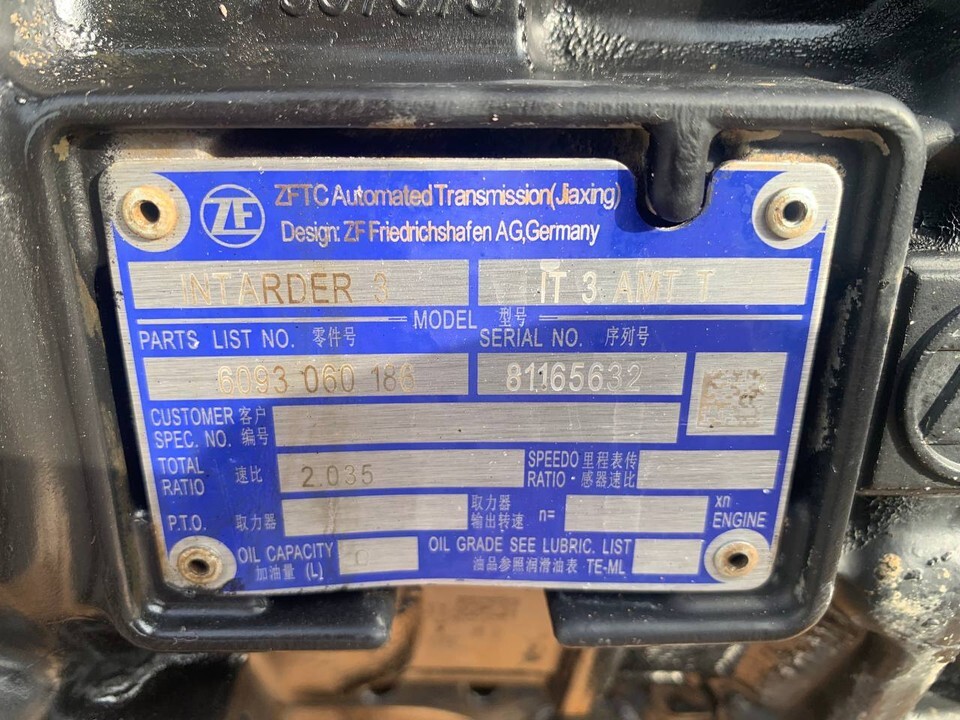 ZF
ZFTC Automated Transmission(Jiaxing)
Design: ZF Friedrichshafen AG,Germany
INTARDER 3 IT 3 AMT T
MODEL 型号
PARTS LIST NO. 零件号 SERIAL NO. 序列号
6093 060 186 81165632
CUSTOMER 客户
SPEC. NO. 编号
TOTAL
RATIO 速比 2.035
SPEEDO 里程表传
RATIO · 感器速比
P.T.O. 取力器
取力器
输出转速 n=
xn
ENGINE
OIL CAPACITY
加油量 (L)
OIL GRADE SEE LUBRIC. LIST
油品参照润滑油表 TE-ML